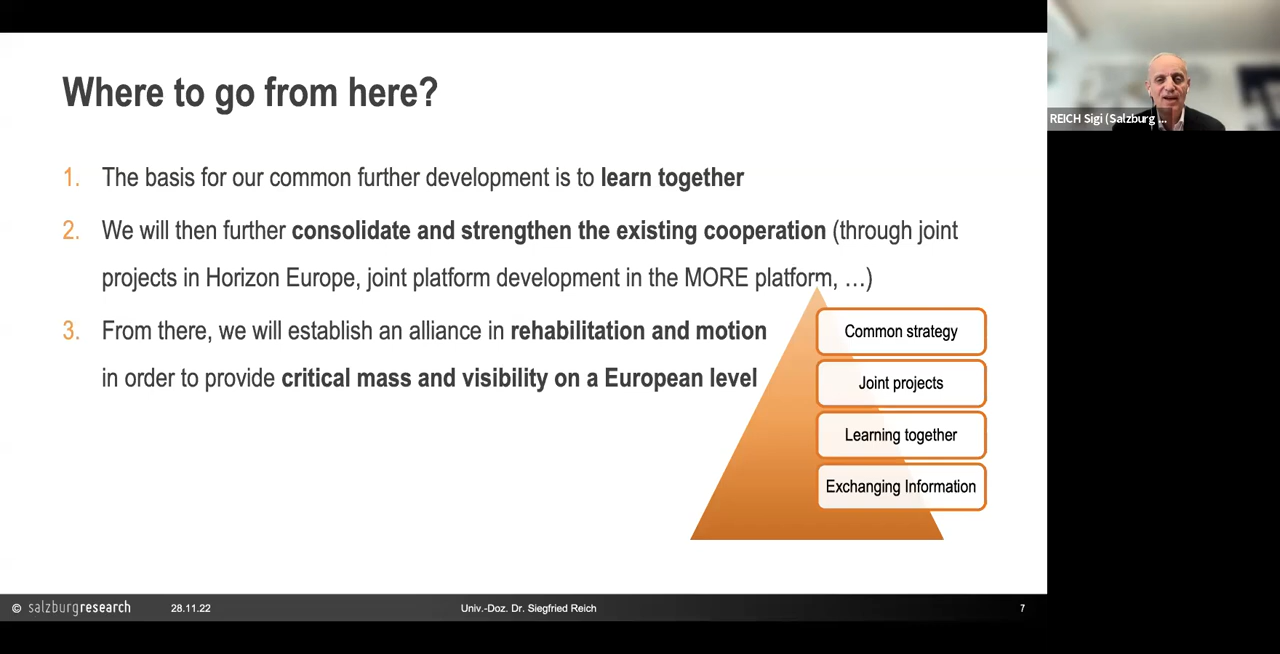 Where to go from here?
1. The basis for our common further development is to learn together
2. We will then further consolidate and strengthen the existing cooperation (through joint
projects in Horizon Europe, joint platform development in the MORE platform, …)
3. From there, we will establish an alliance in rehabilitation and motion
in order to provide critical mass and visibility on a European level
Common strategy
Joint projects
Learning together
Exchanging Information
© salzburgresearch
28.11.22
Univ.-Doz. Dr. Siegfried Reich
7
REICH Sigi (Salzburg ...